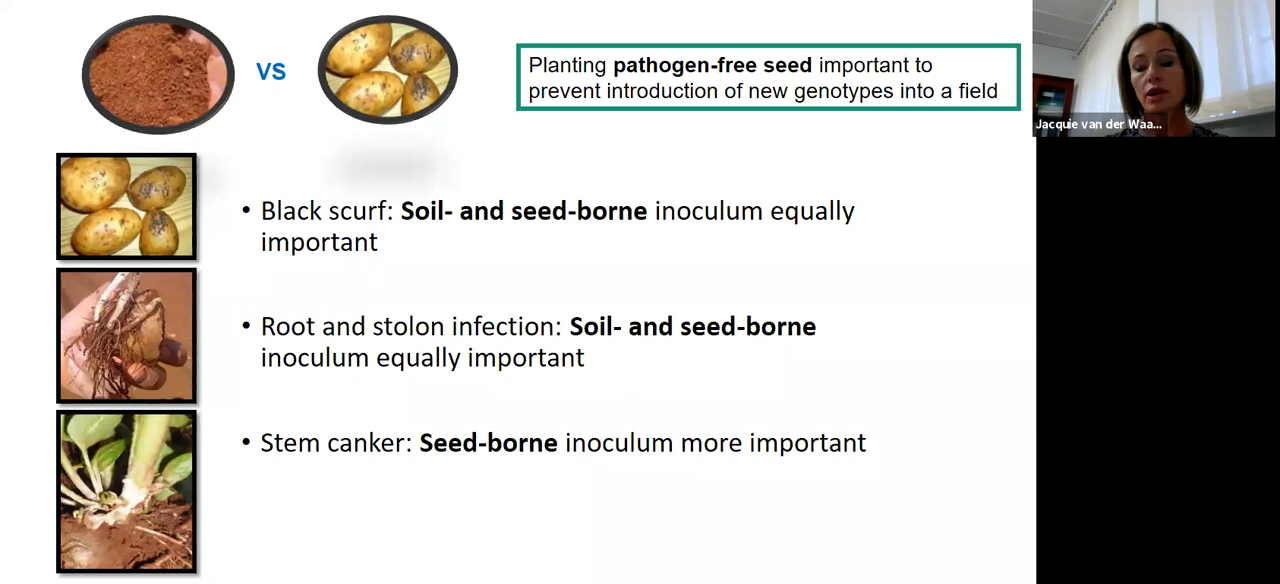 VS
Planting pathogen-free seed important to
prevent introduction of new genotypes into a field
Jacquie van der Waa...
• Black scurf: Soil- and seed-borne inoculum equally
important
• Root and stolon infection: Soil- and seed-borne
inoculum equally important
• Stem canker: Seed-borne inoculum more important